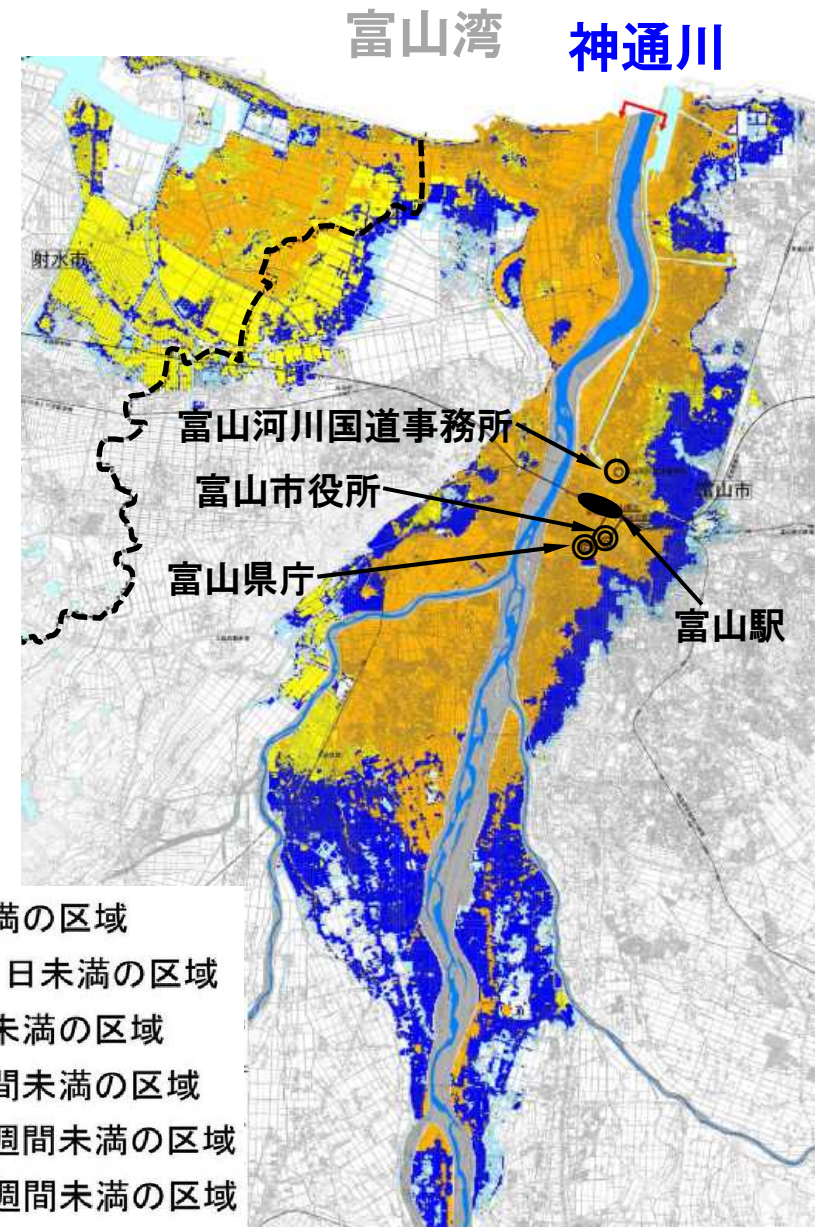 富山湾
神通川
射水市
富山河川国道事務所
富山市役所
富山市
富山県庁
富山駅
満の区域
日未満の区域
未満の区域
間未満の区域
週間未満の区域
週間未満の区域